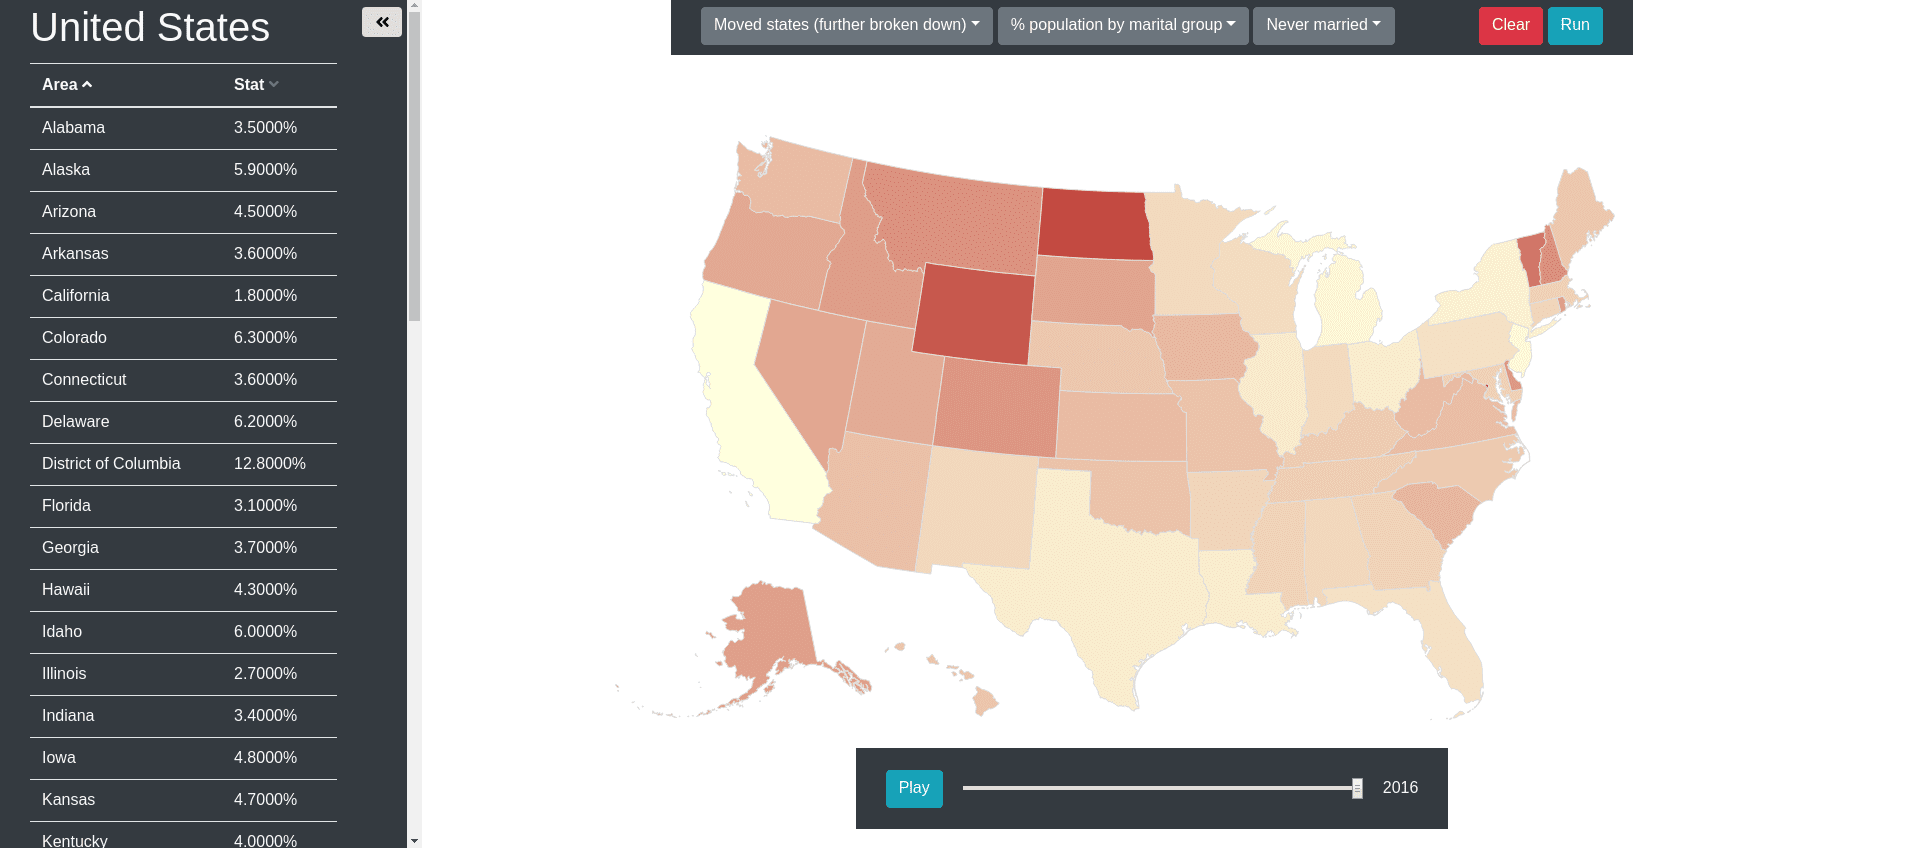 United States
Area Stat
Alabama 3.5000%
Alaska 5.9000%
Arizona 4.5000%
Arkansas 3.6000%
California 1.8000%
Colorado 6.3000%
Connecticut 3.6000%
Delaware 6.2000%
District of Columbia 12.8000%
Florida 3.1000%
Georgia 3.7000%
Hawaii 4.3000%
Idaho 6.0000%
Illinois 2.7000%
Indiana 3.4000%
Iowa 4.8000%
Kansas 4.7000%
Kentucky 4.0000%
Moved states (further broken down) % population by marital group Never married Clear Run
Play 2016